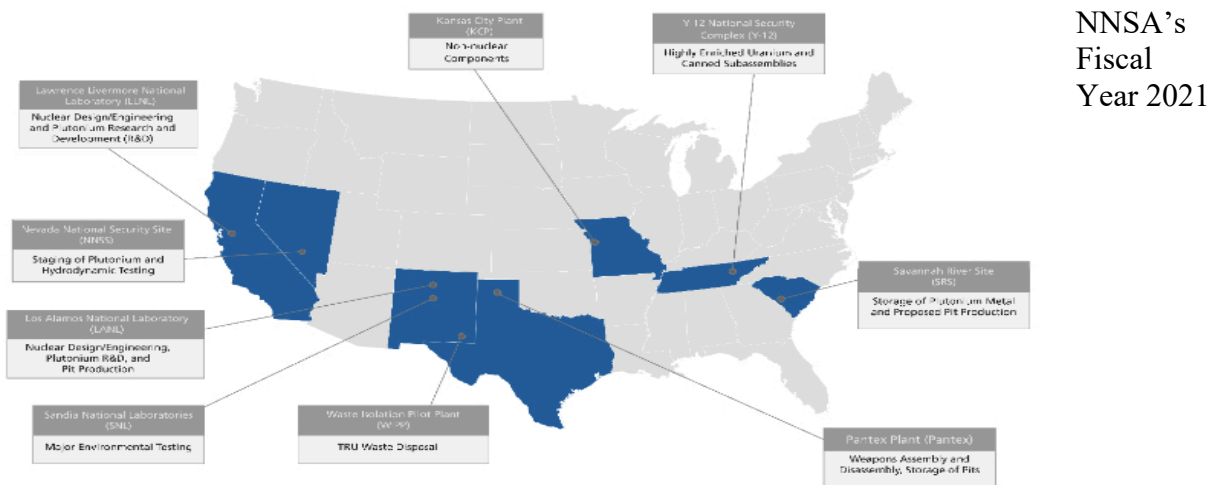 Kansas City Plant
(KCP)
Non-nuclear
Components
Y-12 National Security
Complex (Y-12)
Highly Enriched Uranium and
Canned Subassemblies
NNSA's
Fiscal
Year 2021
Lawrence Livermore National
Laboratory (LLNL)
Nuclear Design/Engineering
and Plutonium Research and
Development (R&D)
Nevada National Security Site
(NNSS)
Staging of Plutonium and
Hydrodynamic Testing
Savannah River Site
(SRS)
Storage of Plutonium Metal
and Proposed Pit Production
Los Alamos National Laboratory
(LANL)
Nuclear Design/Engineering,
Plutonium R&D, and
Pit Production
Sandia National Laboratories
(SNL)
Major Environmental Testing
Waste Isolation Pilot Plant
(WIPP)
TRU Waste Disposal
Pantex Plant (Pantex)
Weapons Assembly and
Disassembly, Storage of Pits